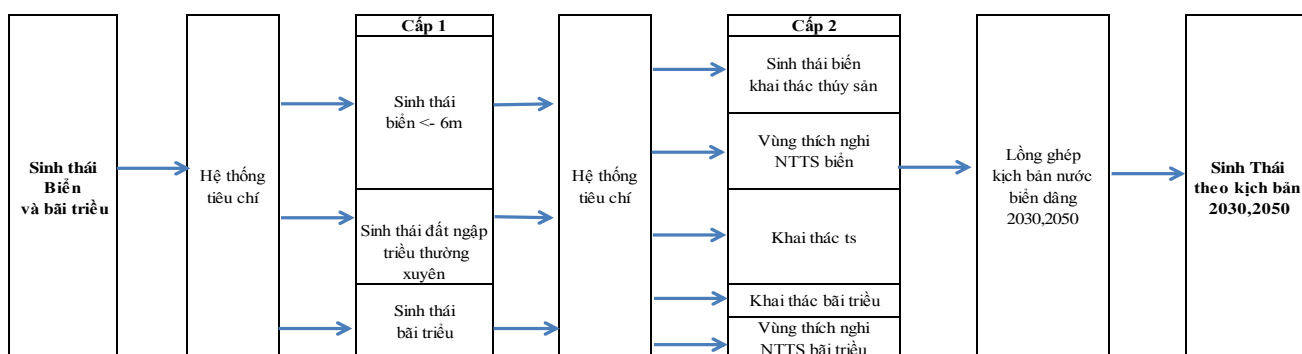 Sinh thái
Biển
và bãi triều
Hệ thống
tiêu chí
Cấp 1
Sinh thái
biển <- 6m
Sinh thái đất ngập
triều thường
xuyên
Sinh thái
bãi triều
Hệ thống
tiêu chí
Cấp 2
Sinh thái biến
khai thác thúy sản
Vùng thích nghi
NTTS biển
Khai thác ts
Khai thác bãi triều
Vùng thích nghi
NTTS bãi triều
Lồng ghép
kịch bản nước
biển dâng
2030,2050
Sinh Thái
theo kịch bản
2030,2050